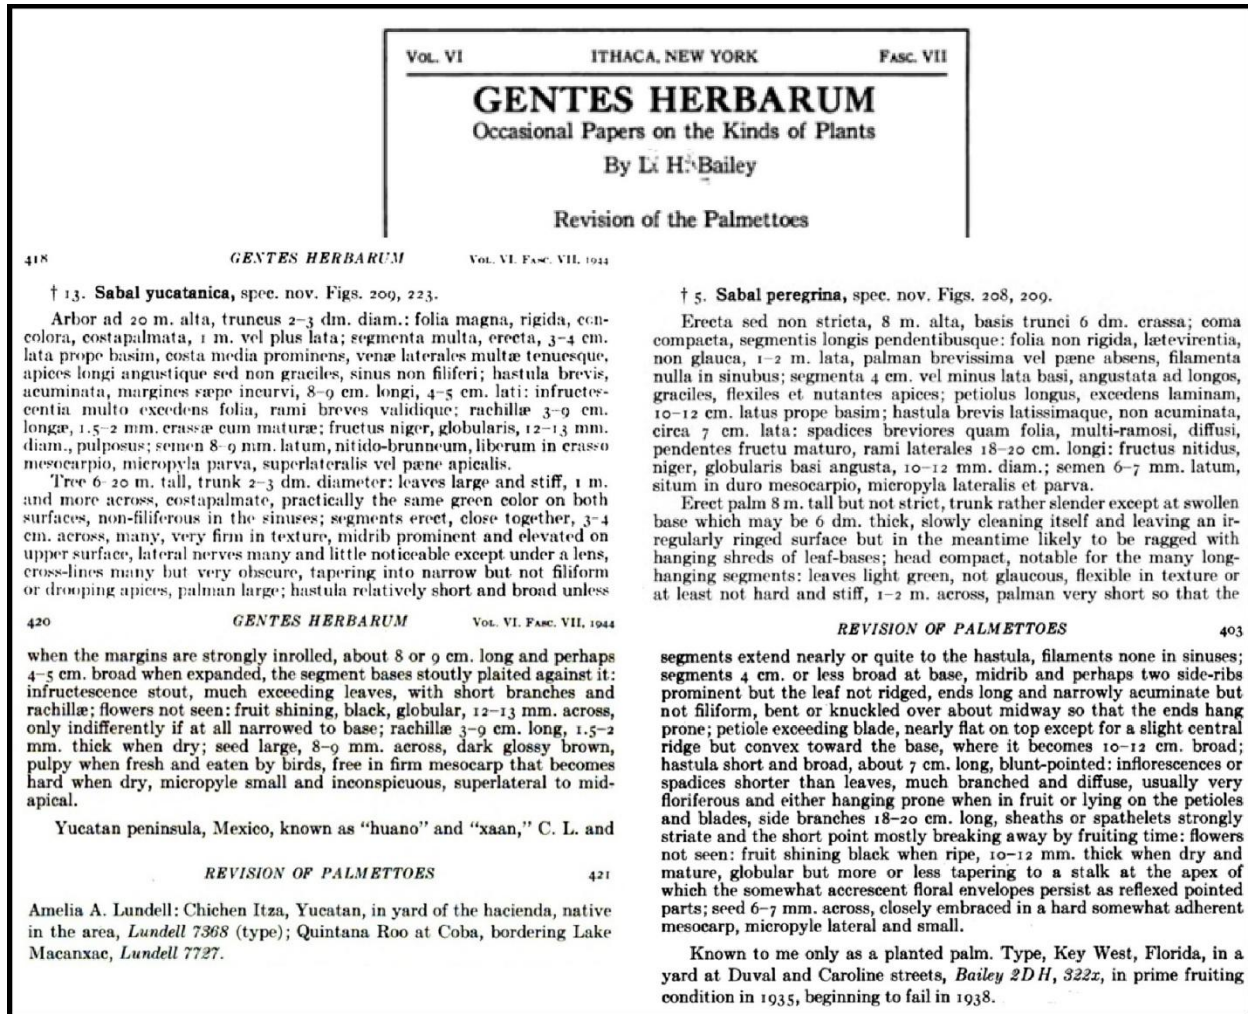 VOL. VI ITHACA, NEW YORK FASC. VII
GENTES HERBARUM
Occasional Papers on the Kinds of Plants
By L. H. Bailey
Revision of the Palmettoes
418 GENTES HERBARUM VOL. VI. FASC. VII, 1944
† 13. Sabal yucatanica, spec. nov. Figs. 209, 223.
Arbor ad 20 m. alta, truncus 2–3 dm. diam.: folia magna, rigida, con-
colora, costapalmata, 1 m. vel plus lata; segmenta multa, erecta, 3–4 cm.
lata prope basim, costa media prominens, venæ laterales multæ tenuesque,
apices longi angustique sed non graciles, sinus non filiferi; hastula brevis,
acuminata, margines sæpe incurvi, 8–9 cm. longi, 4–5 cm. lati: infructes-
centia multo excedens folia, rami breves validique; rachillæ 3–9 cm.
longæ, 1.5–2 mm. crassæ cum maturæ; fructus niger, globularis, 12–13 mm.
diam., pulposus; semen 8–9 mm. latum, nitido-brunneum, liberum in crasso
mesocarpio, micropyla parva, superlateralis vel pæne apicalis.
Tree 6–20 m. tall, trunk 2–3 dm. diameter: leaves large and stiff, 1 m.
and more across, costapalmate, practically the same green color on both
surfaces, non-filiferous in the sinuses; segments erect, close together, 3–4
cm. across, many, very firm in texture, midrib prominent and elevated on
upper surface, lateral nerves many and little noticeable except under a lens,
cross-lines many but very obscure, tapering into narrow but not filiform
or drooping apices, palman large; hastula relatively short and broad unless
420 GENTES HERBARUM VOL. VI. FASC. VII, 1944
when the margins are strongly inrolled, about 8 or 9 cm. long and perhaps
4–5 cm. broad when expanded, the segment bases stoutly plaited against it:
infructescence stout, much exceeding leaves, with short branches and
rachillæ; flowers not seen: fruit shining, black, globular, 12–13 mm. across,
only indifferently if at all narrowed to base; rachillæ 3–9 cm. long, 1.5–2
mm. thick when dry; seed large, 8–9 mm. across, dark glossy brown,
pulpy when fresh and eaten by birds, free in firm mesocarp that becomes
hard when dry, micropyle small and inconspicuous, superlateral to mid-
apical.
Yucatan peninsula, Mexico, known as "huano" and "xaan," C. L. and
REVISION OF PALMETTOES 421
Amelia A. Lundell: Chichen Itza, Yucatan, in yard of the hacienda, native
in the area, Lundell 7368 (type); Quintana Roo at Coba, bordering Lake
Macanxac, Lundell 7727.
† 5. Sabal peregrina, spec. nov. Figs. 208, 209.
Erecta sed non stricta, 8 m. alta, basis trunci 6 dm. crassa; coma
compacta, segmentis longis pendentibusque: folia non rigida, lætevirentia,
non glauca, 1–2 m. lata, palman brevissima vel pæne absens, filamenta
nulla in sinubus; segmenta 4 cm. vel minus lata basi, angustata ad longos,
graciles, flexiles et nutantes apices; petiolus longus, excedens laminam,
10–12 cm. latus prope basim; hastula brevis latissimaque, non acuminata,
circa 7 cm. lata: spadices breviores quam folia, multi-ramosi, diffusi,
pendentes fructu maturo, rami laterales 18–20 cm. longi: fructus nitidus,
niger, globularis basi angusta, 10–12 mm. diam.; semen 6–7 mm. latum,
situm in duro mesocarpio, micropyla lateralis et parva.
Erect palm 8 m. tall but not strict, trunk rather slender except at swollen
base which may be 6 dm. thick, slowly cleaning itself and leaving an ir-
regularly ringed surface but in the meantime likely to be ragged with
hanging shreds of leaf-bases; head compact, notable for the many long-
hanging segments: leaves light green, not glaucous, flexible in texture or
at least not hard and stiff, 1–2 m. across, palman very short so that the
REVISION OF PALMETTOES 403
segments extend nearly or quite to the hastula, filaments none in sinuses;
segments 4 cm. or less broad at base, midrib and perhaps two side-ribs
prominent but the leaf not ridged, ends long and narrowly acuminate but
not filiform, bent or knuckled over about midway so that the ends hang
prone; petiole exceeding blade, nearly flat on top except for a slight central
ridge but convex toward the base, where it becomes 10–12 cm. broad;
hastula short and broad, about 7 cm. long, blunt-pointed: inflorescences or
spadices shorter than leaves, much branched and diffuse, usually very
floriferous and either hanging prone when in fruit or lying on the petioles
and blades, side branches 18–20 cm. long, sheaths or spathelets strongly
striate and the short point mostly breaking away by fruiting time: flowers
not seen: fruit shining black when ripe, 10–12 mm. thick when dry and
mature, globular but more or less tapering to a stalk at the apex of
which the somewhat accrescent floral envelopes persist as reflexed pointed
parts; seed 6–7 mm. across, closely embraced in a hard somewhat adherent
mesocarp, micropyle lateral and small.
Known to me only as a planted palm. Type, Key West, Florida, in a
yard at Duval and Caroline streets, Bailey 2DH, 322x, in prime fruiting
condition in 1935, beginning to fail in 1938.